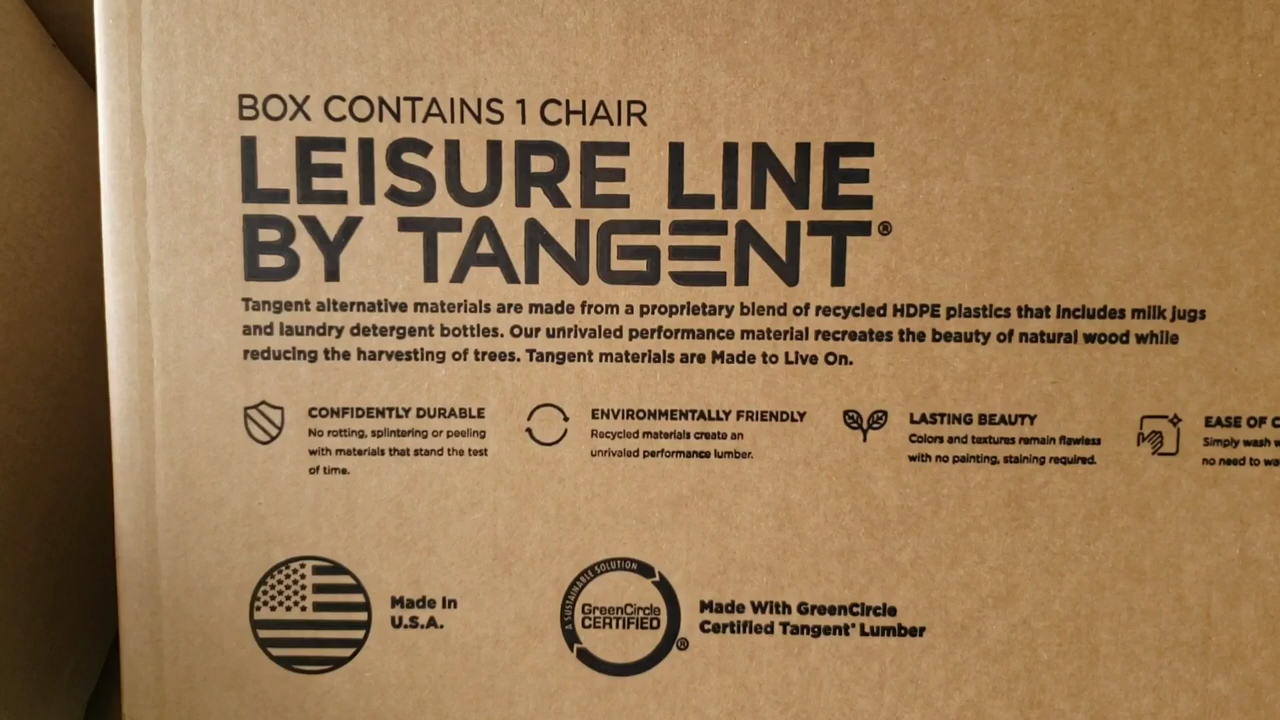 BOX CONTAINS 1 CHAIR
LEISURE LINE
BY TANGENT®
Tangent alternative materials are made from a proprietary blend of recycled HDPE plastics that includes milk jugs
and laundry detergent bottles. Our unrivaled performance material recreates the beauty of natural wood while
reducing the harvesting of trees. Tangent materials are Made to Live On.
CONFIDENTLY DURABLE
No rotting, splintering or peeling
with materials that stand the test
of time.
ENVIRONMENTALLY FRIENDLY
Recycled materials create an
unrivaled performance lumber.
LASTING BEAUTY
Colors and textures remain flawless
with no painting, staining required.
EASE OF
Simply wash
no need to
Made In
U.S.A.
A SUSTAINABLE SOLUTION
GreenCircle
CERTIFIED
®
Made With GreenCircle
Certified Tangent® Lumber